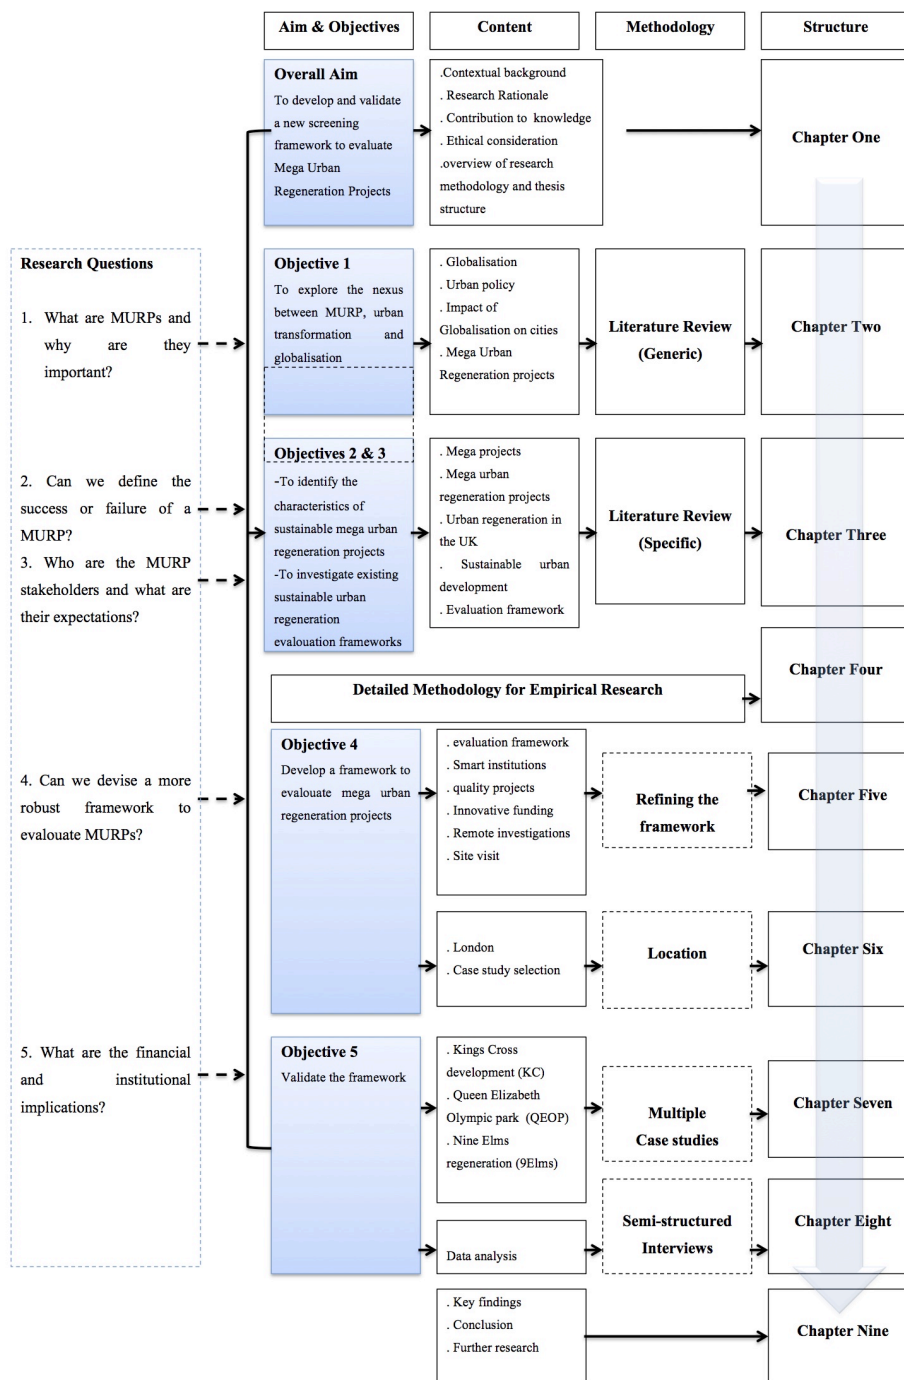 Aim & Objectives
Content
Methodology
Structure
Overall Aim
To develop and validate
a new screening
framework to evaluate
Mega Urban
Regeneration Projects
.Contextual background
. Research Rationale
. Contribution to knowledge
. Ethical consideration
.overview of research
methodology and thesis
structure
Chapter One
Research Questions
1. What are MURPs and
why are they
important?
2. Can we define the
success or failure of a
MURP?
3. Who are the MURP
stakeholders and what are
their expectations?
4. Can we devise a more
robust framework to
evalouate MURPs?
5. What are the financial
and institutional
implications?
Objective 1
To explore the nexus
between MURP, urban
transformation and
globalisation
. Globalisation
. Urban policy
. Impact of
Globalisation on cities
. Mega Urban
Regeneration projects
Literature Review
(Generic)
Chapter Two
Objectives 2 & 3
-To identify the
characteristics of
sustainable mega urban
regeneration projects
-To investigate existing
sustainable urban
regeneration
evalouation frameworks
. Mega projects
. Mega urban
regeneration projects
. Urban regeneration in
the UK
. Sustainable urban
development
. Evaluation framework
Literature Review
(Specific)
Chapter Three
Detailed Methodology for Empirical Research
Chapter Four
Objective 4
Develop a framework to
evalouate mega urban
regeneration projects
. evaluation framework
. Smart institutions
. quality projects
. Innovative funding
. Remote investigations
. Site visit
Refining the
framework
Chapter Five
. London
. Case study selection
Location
Chapter Six
Objective 5
Validate the framework
. Kings Cross
development (KC)
. Queen Elizabeth
Olympic park (QEOP)
. Nine Elms
regeneration (9Elms)
Multiple
Case studies
Chapter Seven
Data analysis
Semi-structured
Interviews
Chapter Eight
. Key findings
. Conclusion
. Further research
Chapter Nine